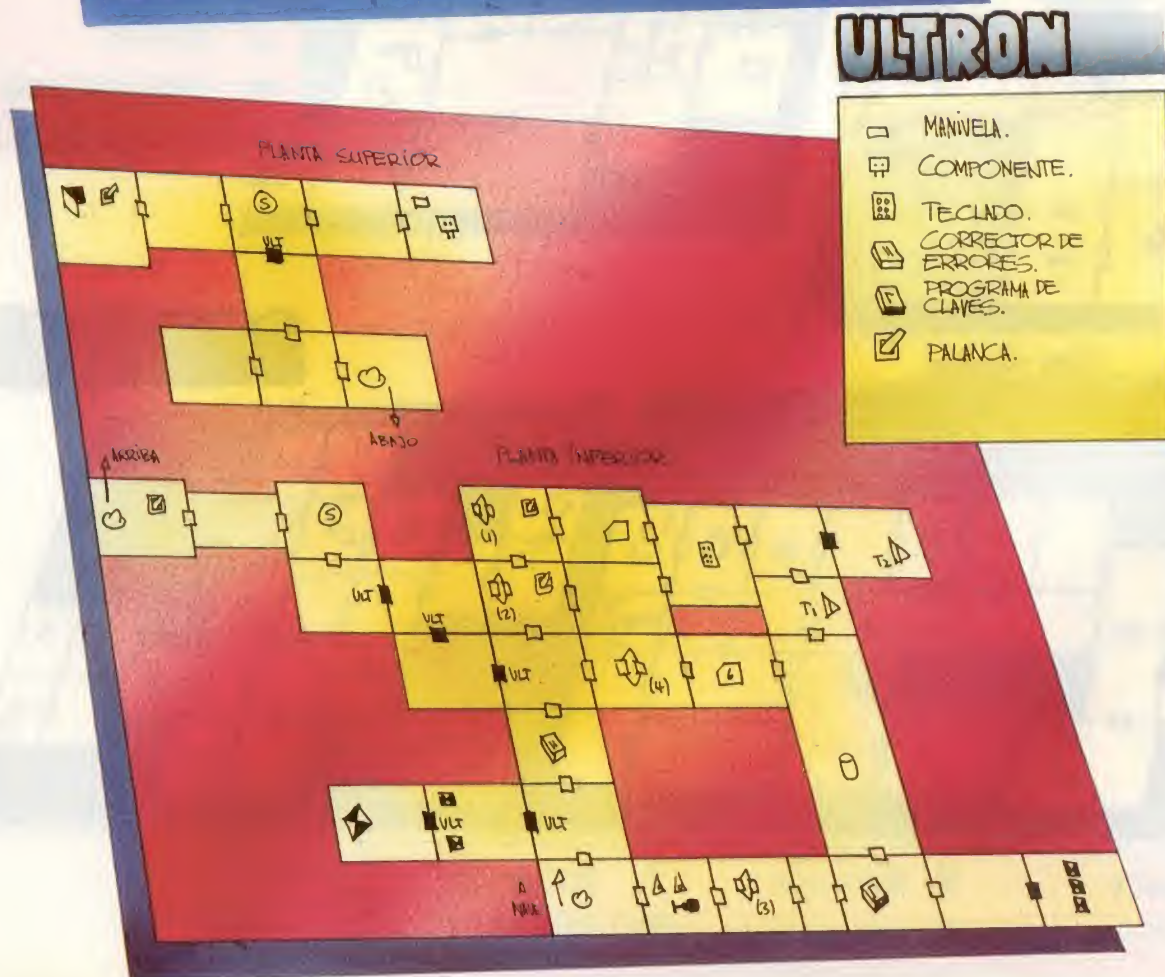 ULTRON
MANIVELA.
COMPONENTE.
TECLADO.
CORRECTOR DE
ERRORES.
PROGRAMA DE
CLAVES.
PALANCA.
PLANTA SUPERIOR
S
ULT
ABAJO
ARRIBA
PLANTA INFERIOR
S
(1)
T2
ULT
(2)
T1
ULT
ULT
(4)
6
ULT
ULT
A
NAVE
(3)